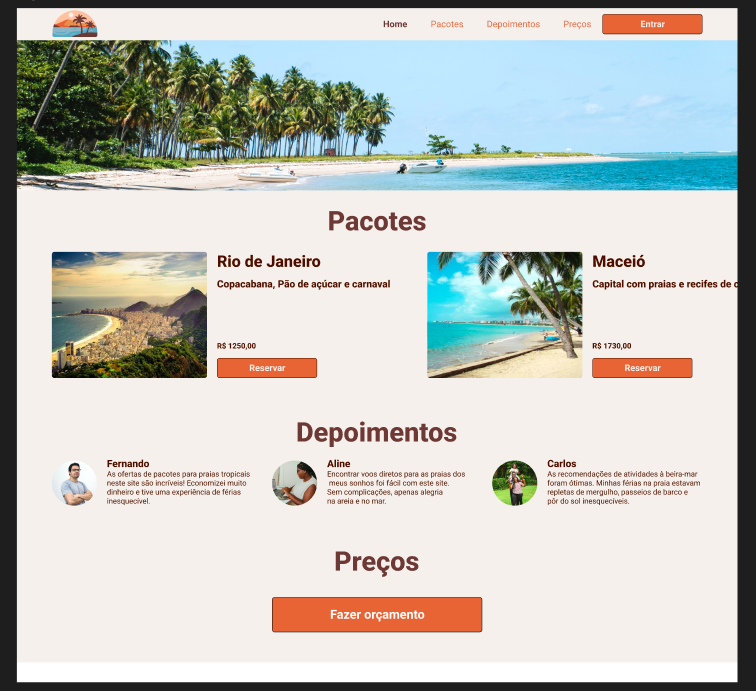 Home Pacotes Depoimentos Preços Entrar
Pacotes
Rio de Janeiro
Copacabana, Pão de açúcar e carnaval
R$ 1250,00
Reservar
Maceió
Capital com praias e recifes de
R$ 1730,00
Reservar
Depoimentos
Fernando
As ofertas de pacotes para praias tropicais
neste site são incríveis! Economizei muito
dinheiro e tive uma experiência de férias
inesquecível.
Aline
Encontrar voos diretos para as praias dos
meus sonhos foi fácil com este site.
Sem complicações, apenas alegria
na areia e no mar.
Carlos
As recomendações de atividades à beira-mar
foram ótimas. Minhas férias na praia estavam
repletas de mergulho, passeios de barco e
pôr do sol inesquecíveis.
Preços
Fazer orçamento